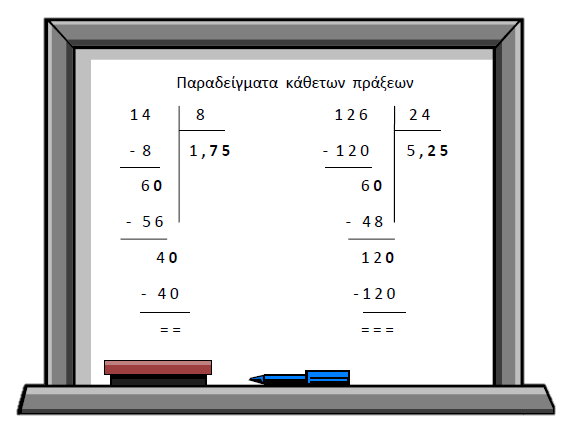 Παραδείγματα κάθετων πράξεων
14 8 126 24
- 8 1,75 - 120 5,25
60 60
- 56 - 48
40 120
- 40 -120
== ===